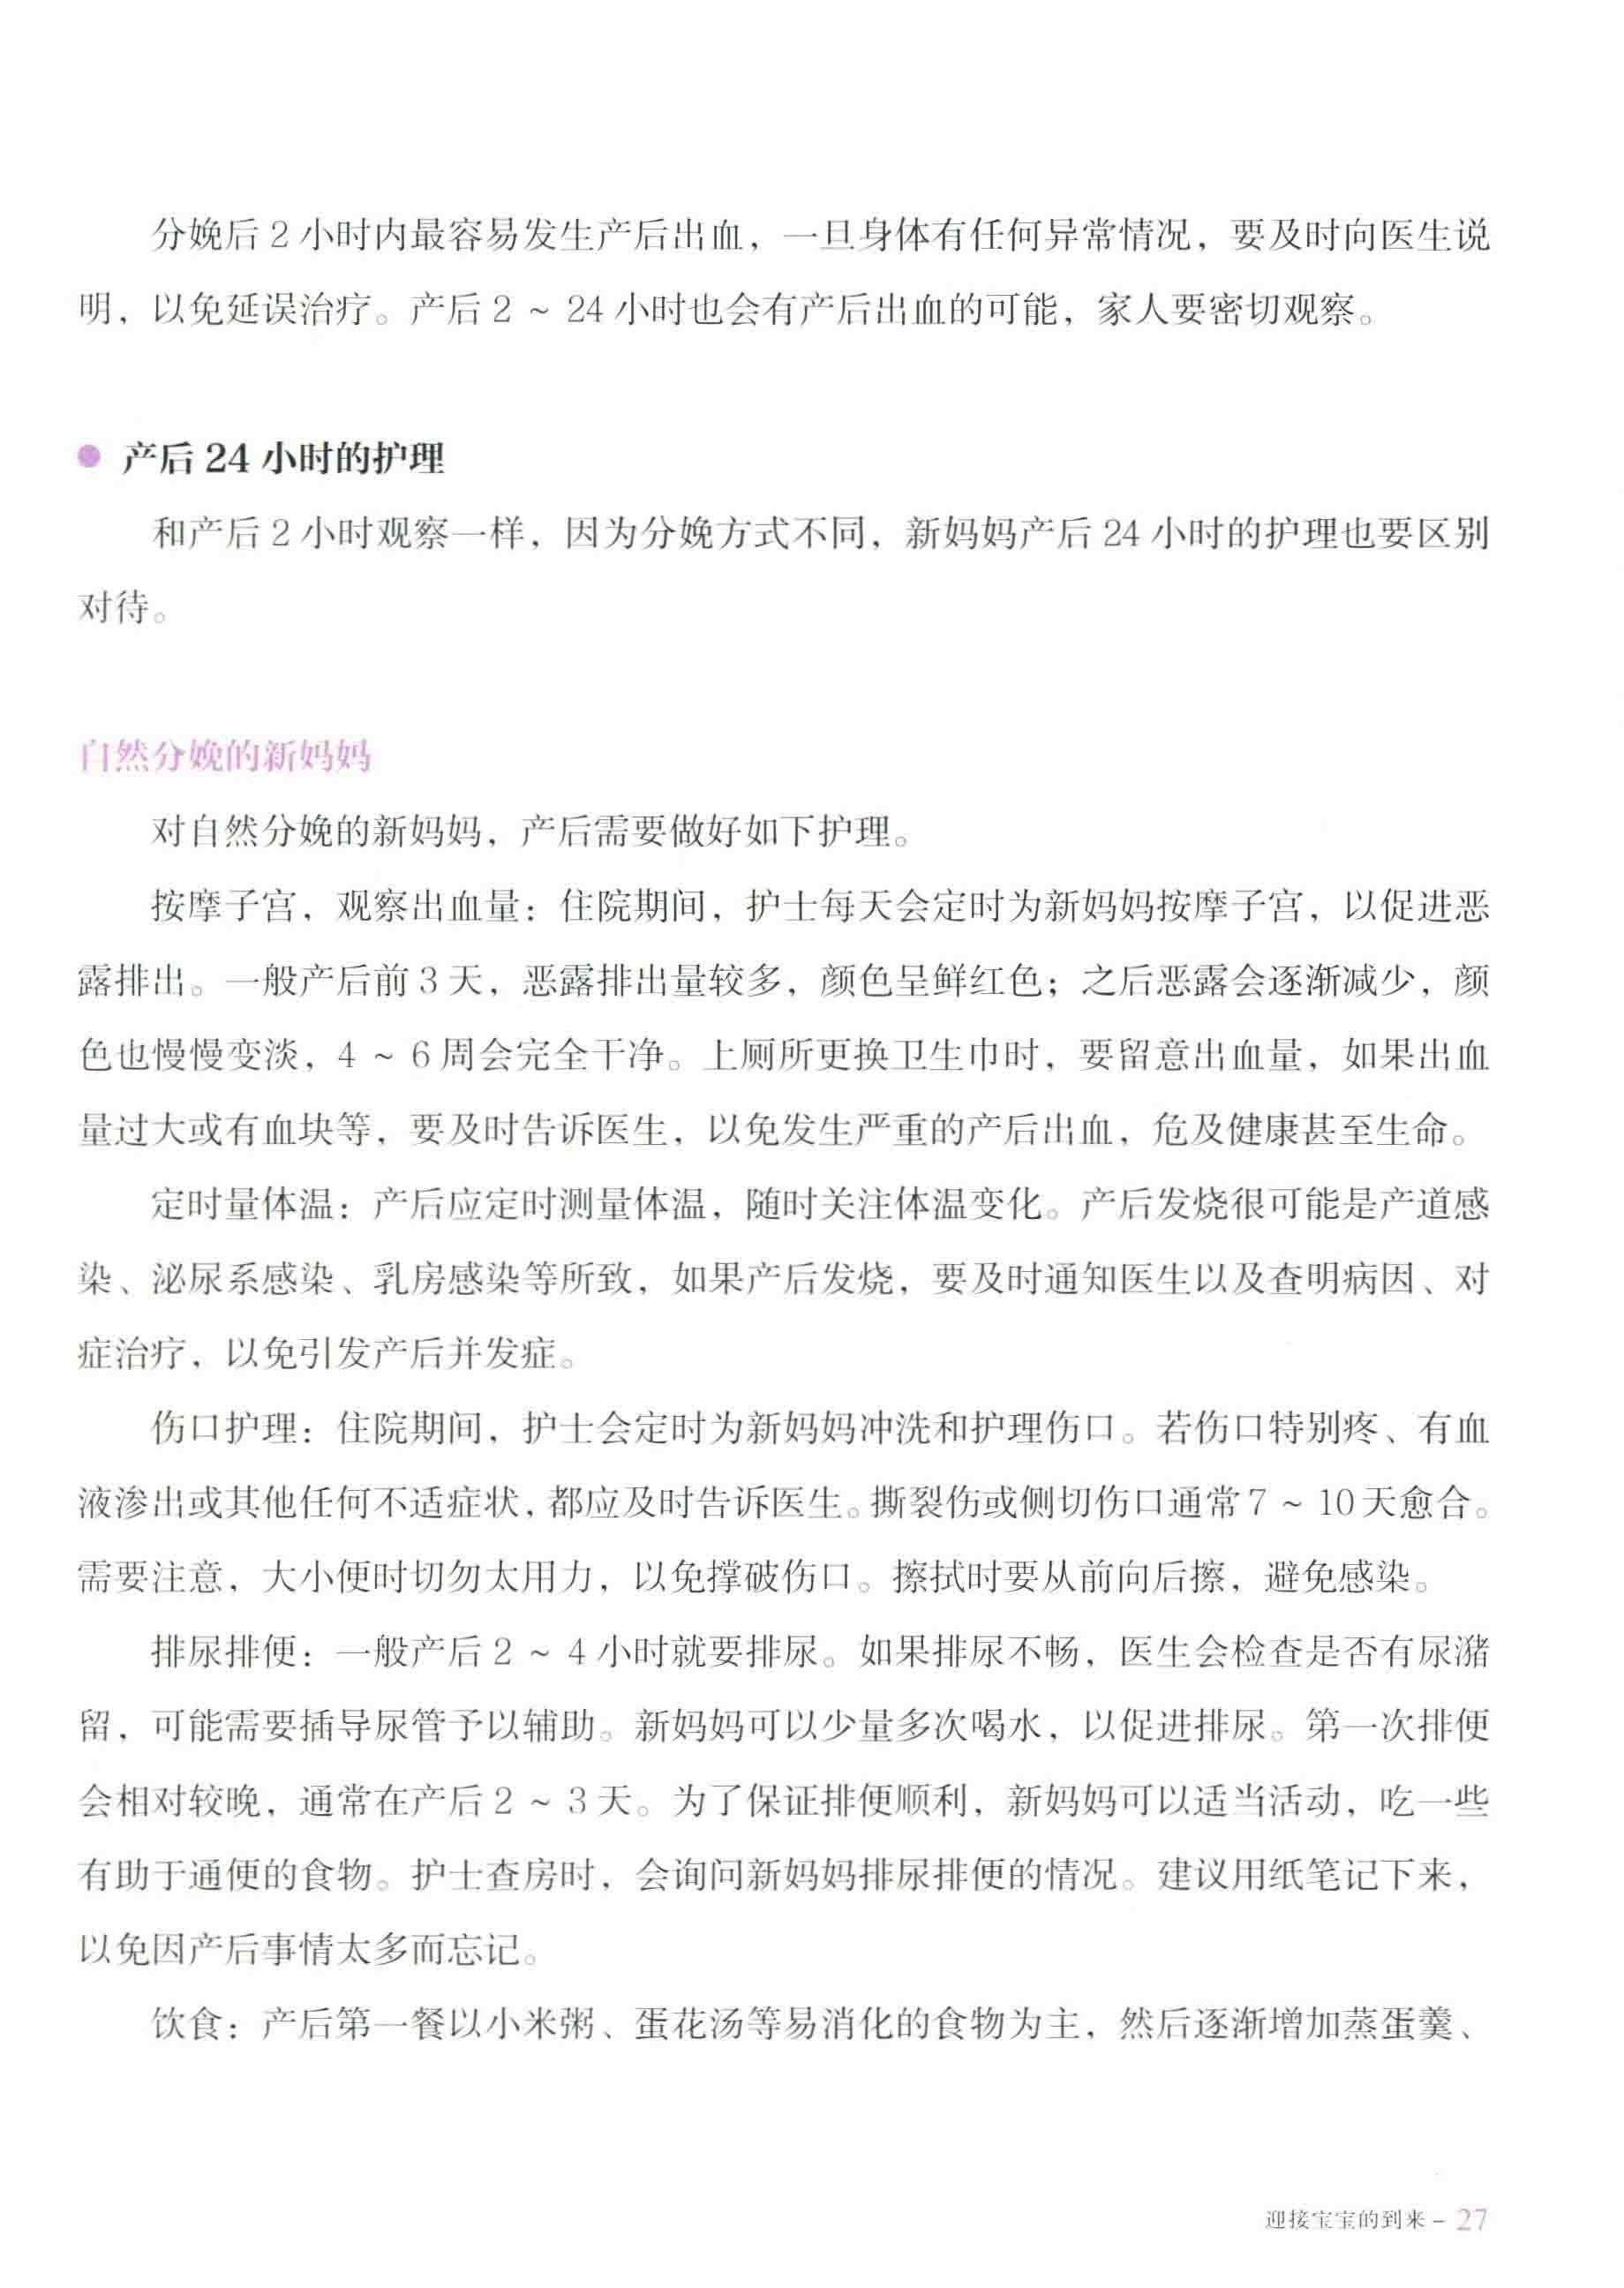 分娩后 2 小时内最容易发生产后出血，一旦身体有任何异常情况，要及时向医生说
明，以免延误治疗。产后 2 ~ 24 小时也会有产后出血的可能，家人要密切观察。
● 产后 24 小时的护理
和产后 2 小时观察一样，因为分娩方式不同，新妈妈产后 24 小时的护理也要区别
对待。
自然分娩的新妈妈
对自然分娩的新妈妈，产后需要做好如下护理。
按摩子宫，观察出血量：住院期间，护士每天会定时为新妈妈按摩子宫，以促进恶
露排出。一般产后前 3 天，恶露排出量较多，颜色呈鲜红色；之后恶露会逐渐减少，颜
色也慢慢变淡，4 ~ 6 周会完全干净。上厕所更换卫生巾时，要留意出血量，如果出血
量过大或有血块等，要及时告诉医生，以免发生严重的产后出血，危及健康甚至生命。
定时量体温：产后应定时测量体温，随时关注体温变化。产后发烧很可能是产道感
染、泌尿系感染、乳房感染等所致，如果产后发烧，要及时通知医生以及查明病因、对
症治疗，以免引发产后并发症。
伤口护理：住院期间，护士会定时为新妈妈冲洗和护理伤口。若伤口特别疼、有血
液渗出或其他任何不适症状，都应及时告诉医生。撕裂伤或侧切伤口通常 7 ~ 10 天愈合。
需要注意，大小便时切勿太用力，以免撑破伤口。擦拭时要从前向后擦，避免感染。
排尿排便：一般产后 2 ~ 4 小时就要排尿。如果排尿不畅，医生会检查是否有尿潴
留，可能需要插导尿管予以辅助。新妈妈可以少量多次喝水，以促进排尿。第一次排便
会相对较晚，通常在产后 2 ~ 3 天。为了保证排便顺利，新妈妈可以适当活动，吃一些
有助于通便的食物。护士查房时，会询问新妈妈排尿排便的情况。建议用纸笔记下来，
以免因产后事情太多而忘记。
饮食：产后第一餐以小米粥、蛋花汤等易消化的食物为主，然后逐渐增加蒸蛋羹、
迎接宝宝的到来 – 27